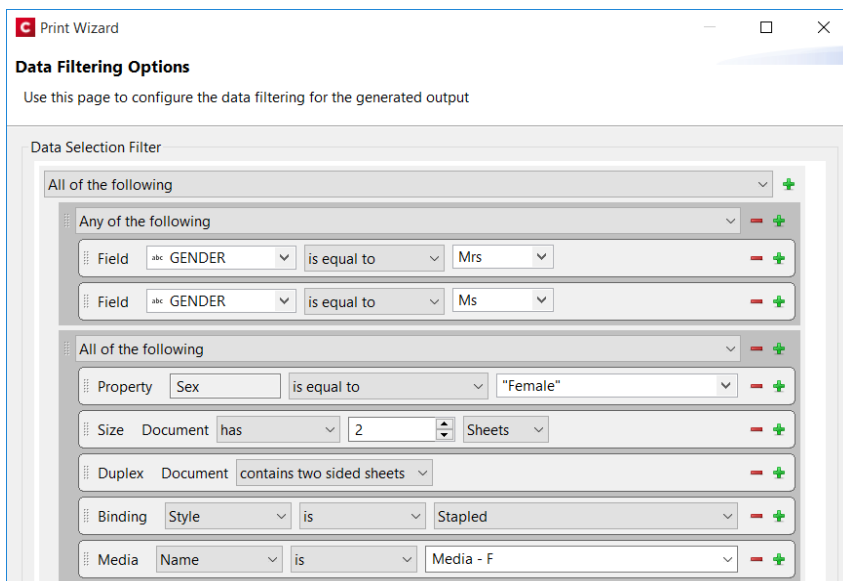 C Print Wizard
Data Filtering Options
Use this page to configure the data filtering for the generated output
Data Selection Filter
All of the following
Any of the following
Field abc GENDER is equal to Mrs
Field abc GENDER is equal to Ms
All of the following
Property Sex is equal to "Female"
Size Document has 2 Sheets
Duplex Document contains two sided sheets
Binding Style is Stapled
Media Name is Media - F